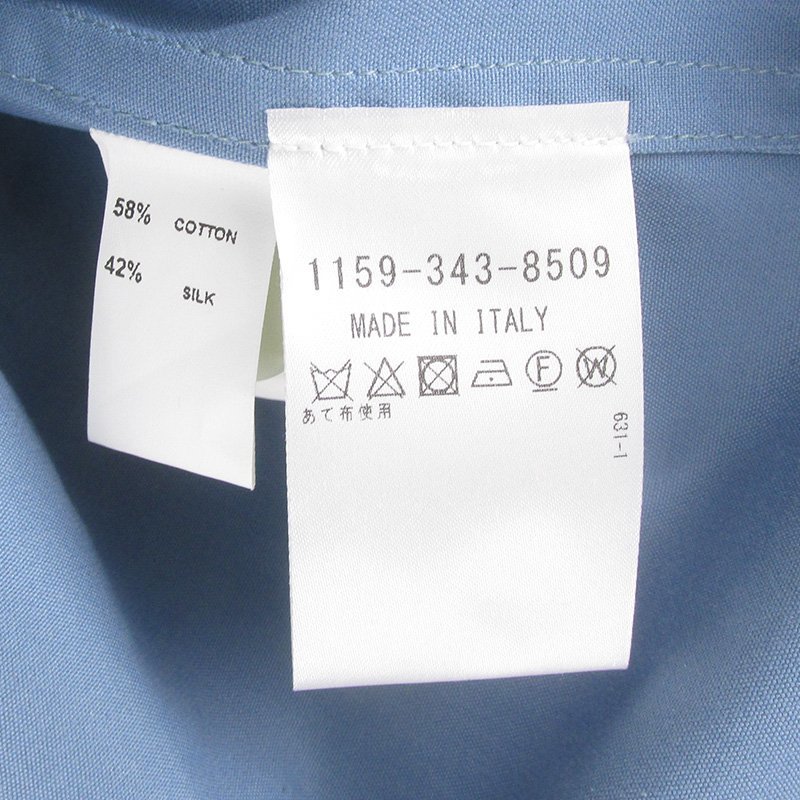 58% COTTON
42% SILK
1159-343-8509
MADE IN ITALY
F W
あて布使用
631-1